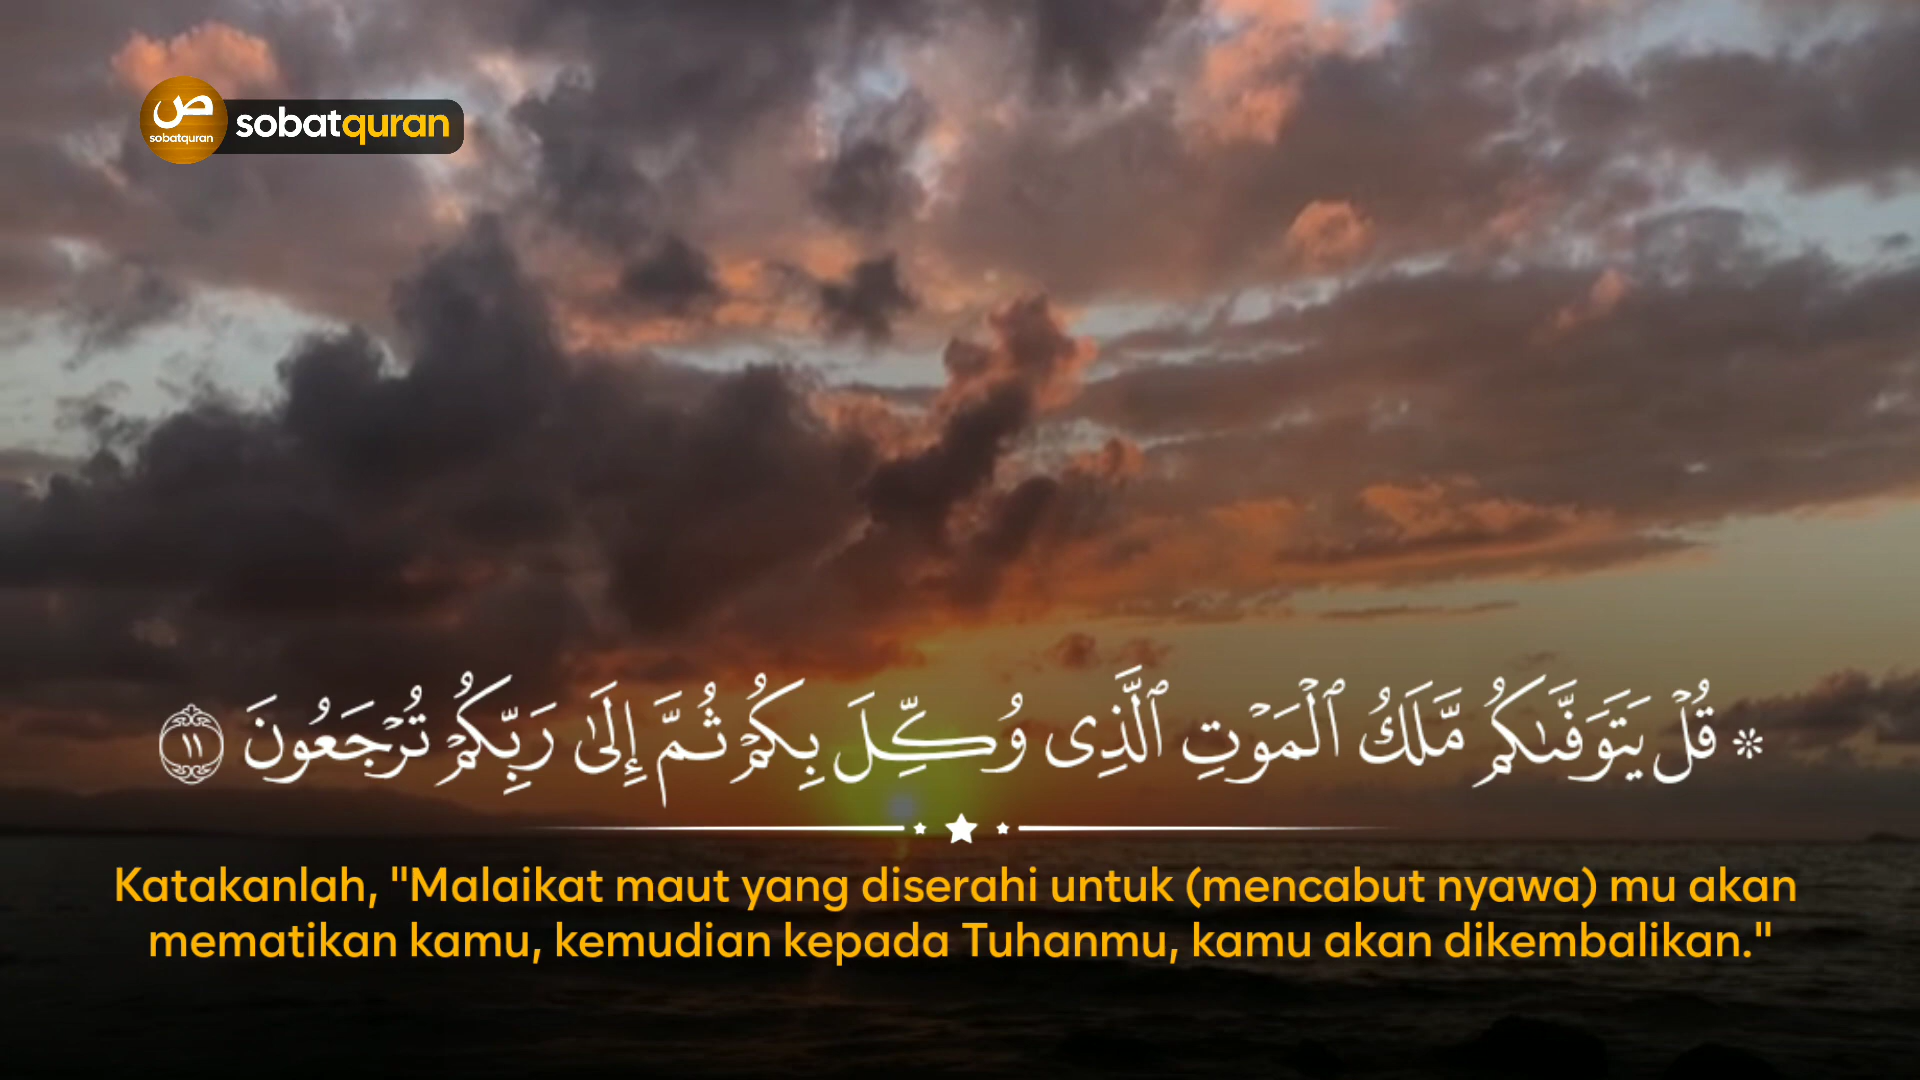 ص
sobatquran
sobatquran
۞ قُلْ يَتَوَفَّىٰكُم مَّلَكُ ٱلْمَوْتِ ٱلَّذِى وُكِّلَ بِكُمْ ثُمَّ إِلَىٰ رَبِّكُمْ تُرْجَعُونَ ١١
Katakanlah, "Malaikat maut yang diserahi untuk (mencabut nyawa) mu akan
mematikan kamu, kemudian kepada Tuhanmu, kamu akan dikembalikan."